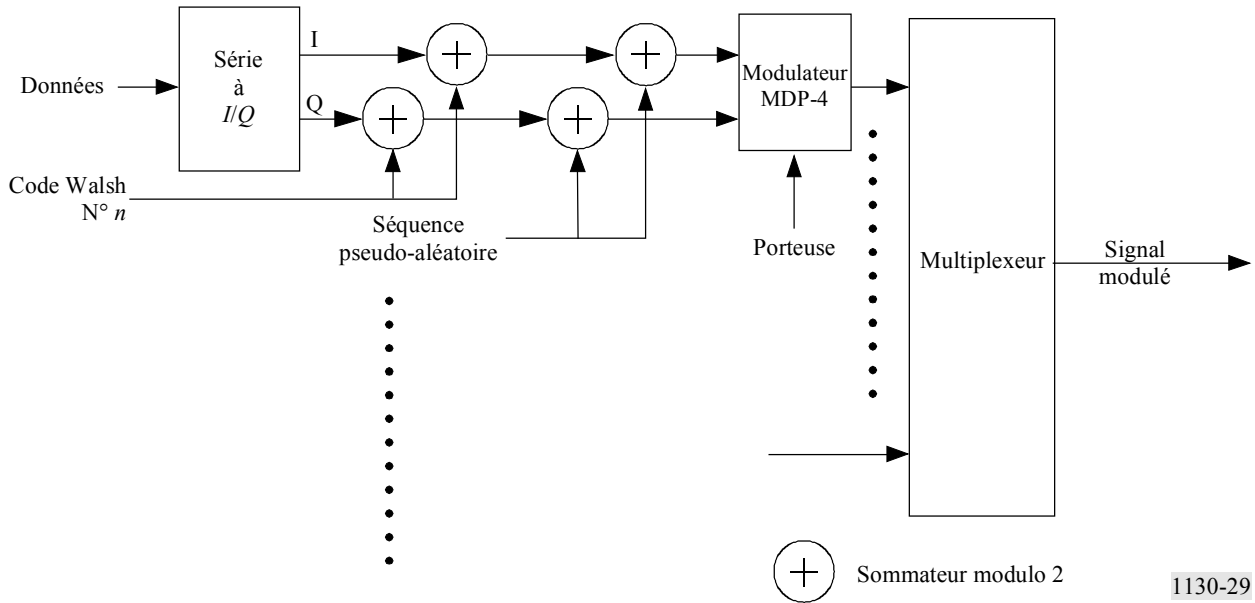 Données
Série
à
I/Q
I
Q
Code Walsh
N° n
Séquence
pseudo-aléatoire
Modulateur
MDP-4
Porteuse
Multiplexeur
Signal
modulé
Sommateur modulo 2
1130-29